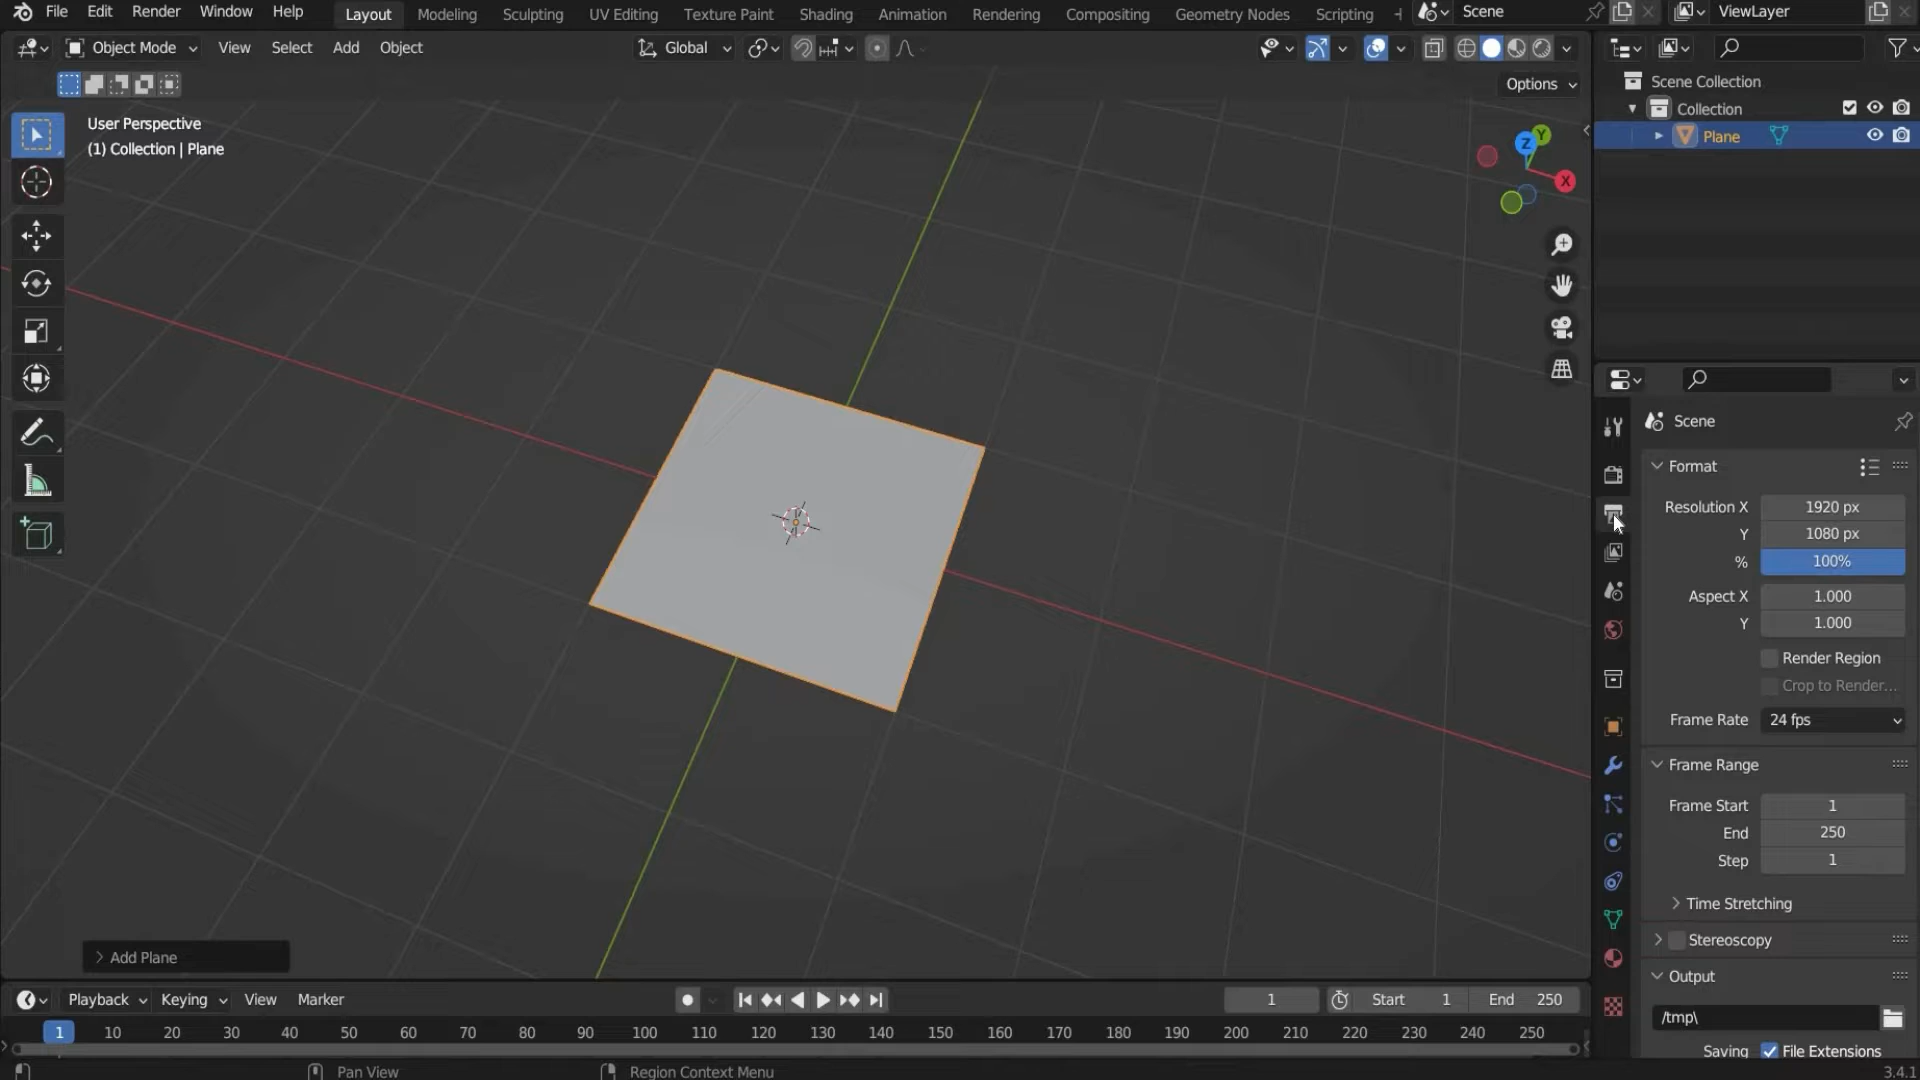 File Edit Render Window Help Layout Modeling Sculpting UV Editing Texture Paint Shading Animation Rendering Compositing Geometry Nodes Scripting Scene ViewLayer
Object Mode View Select Add Object Global
Options
User Perspective
(1) Collection | Plane
Z Y X
Scene Collection
Collection
Plane
Scene
Format
Resolution X 1920 px
Y 1080 px
% 100%
Aspect X 1.000
Y 1.000
Render Region
Crop to Render...
Frame Rate 24 fps
Frame Range
Frame Start 1
End 250
Step 1
Time Stretching
Stereoscopy
Output
/tmp\
Saving File Extensions
Add Plane
Playback Keying View Marker 1 Start 1 End 250
1 10 20 30 40 50 60 70 80 90 100 110 120 130 140 150 160 170 180 190 200 210 220 230 240 250
Pan View Region Context Menu 3.4.1